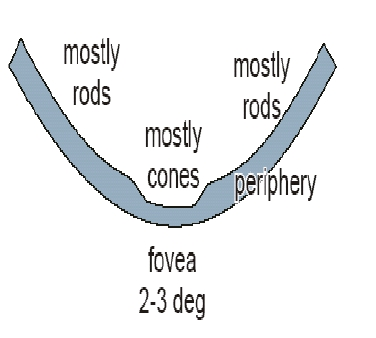 mostly
rods
mostly
rods
mostly
cones
periphery
fovea
2-3 deg